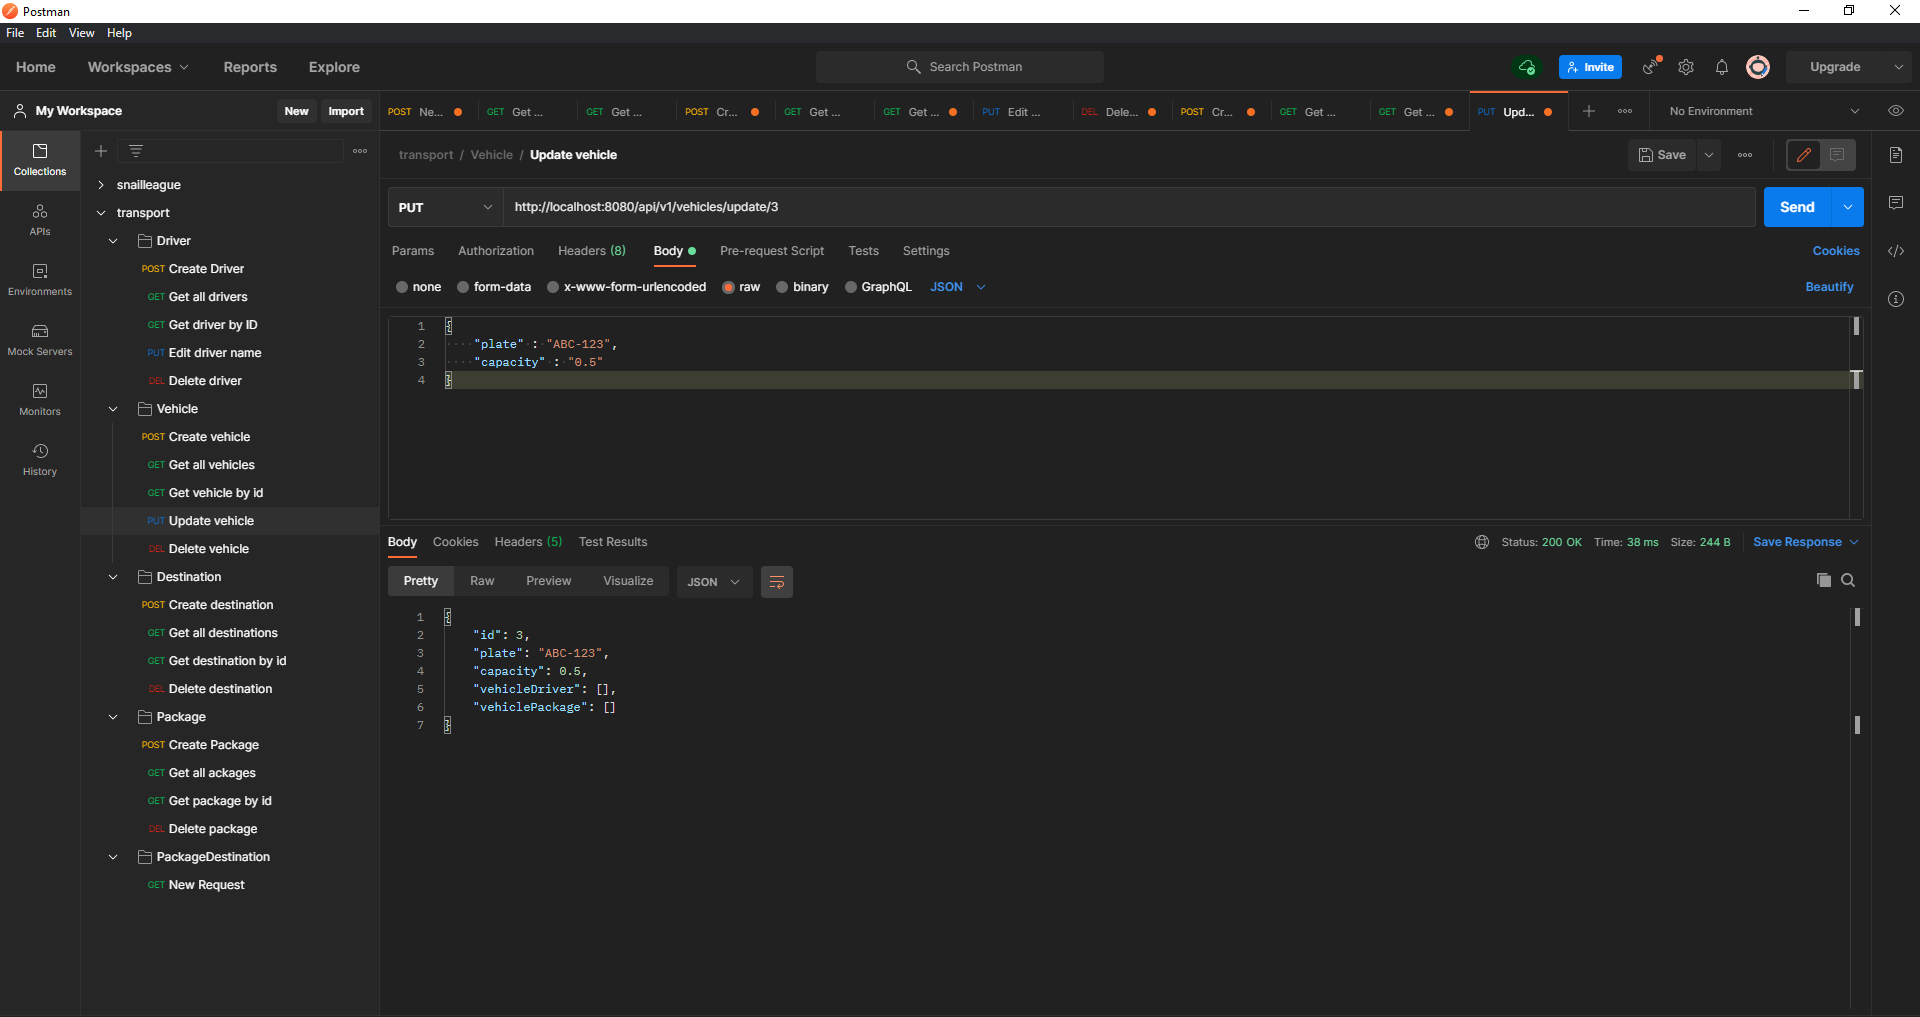 Postman
File Edit View Help
Home Workspaces Reports Explore Search Postman Invite Upgrade
My Workspace New Import POST Ne... GET Get ... GET Get ... POST Cr... GET Get ... GET Get ... PUT Edit ... DEL Dele... POST Cr... GET Get ... GET Get ... PUT Upd... No Environment
Collections
APIs
Environments
Mock Servers
Monitors
History
snailleague
transport
Driver
POST Create Driver
GET Get all drivers
GET Get driver by ID
PUT Edit driver name
DEL Delete driver
Vehicle
POST Create vehicle
GET Get all vehicles
GET Get vehicle by id
PUT Update vehicle
DEL Delete vehicle
Destination
POST Create destination
GET Get all destinations
GET Get destination by id
DEL Delete destination
Package
POST Create Package
GET Get all ackages
GET Get package by id
DEL Delete package
PackageDestination
GET New Request
transport / Vehicle / Update vehicle Save
PUT http://localhost:8080/api/v1/vehicles/update/3 Send
Params Authorization Headers (8) Body Pre-request Script Tests Settings Cookies
none form-data x-www-form-urlencoded raw binary GraphQL JSON Beautify
1 {
2 "plate" : "ABC-123",
3 "capacity" : "0.5"
4 }
Body Cookies Headers (5) Test Results Status: 200 OK Time: 38 ms Size: 244 B Save Response
Pretty Raw Preview Visualize JSON
1 {
2 "id": 3,
3 "plate": "ABC-123",
4 "capacity": 0.5,
5 "vehicleDriver": [],
6 "vehiclePackage": []
7 }